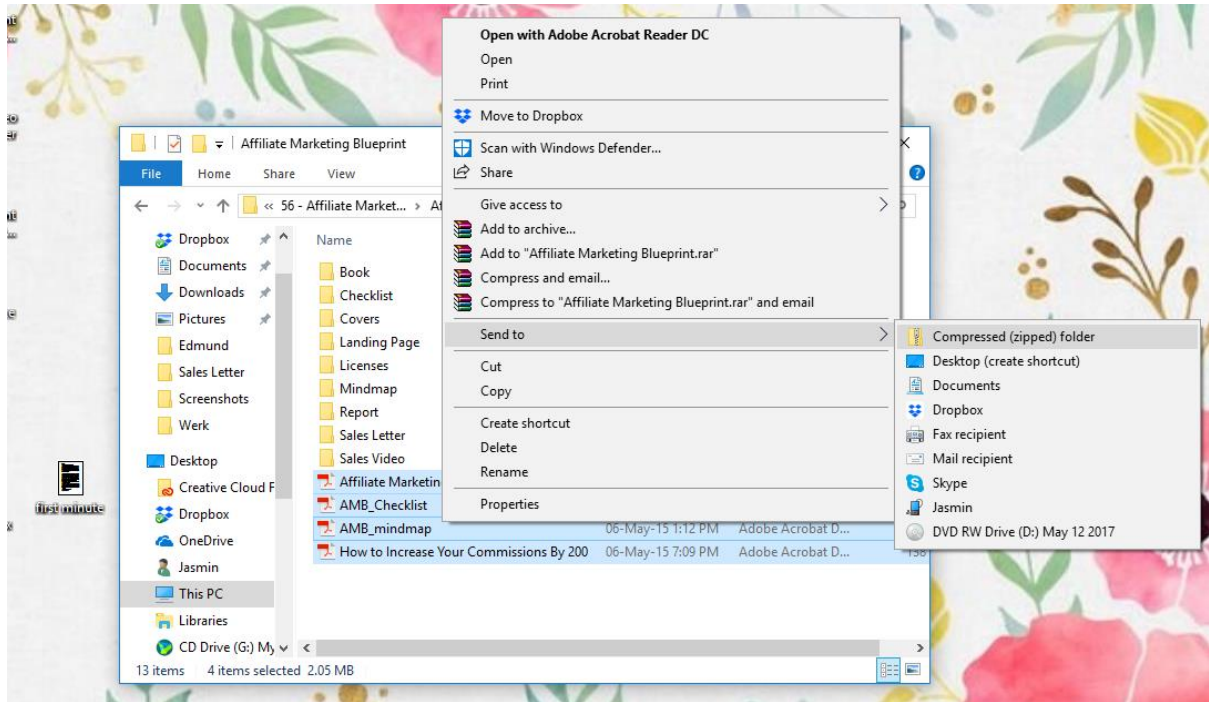 Affiliate Marketing Blueprint
File
Home
Share
View
« 56 - Affiliate Market... ›
Dropbox
Documents
Downloads
Pictures
Edmund
Sales Letter
Screenshots
Werk
Desktop
Creative Cloud F
Dropbox
OneDrive
Jasmin
This PC
Libraries
CD Drive (G:) My
Name
Book
Checklist
Covers
Landing Page
Licenses
Mindmap
Report
Sales Letter
Sales Video
Affiliate Marketin
AMB_Checklist
AMB_mindmap 06-May-15 1:12 PM Adobe Acrobat D...
How to Increase Your Commissions By 200 06-May-15 7:09 PM Adobe Acrobat D... 138
13 items 4 items selected 2.05 MB
Open with Adobe Acrobat Reader DC
Open
Print
Move to Dropbox
Scan with Windows Defender...
Share
Give access to
Add to archive...
Add to "Affiliate Marketing Blueprint.rar"
Compress and email...
Compress to "Affiliate Marketing Blueprint.rar" and email
Send to
Cut
Copy
Create shortcut
Delete
Rename
Properties
Compressed (zipped) folder
Desktop (create shortcut)
Documents
Dropbox
Fax recipient
Mail recipient
Skype
Jasmin
DVD RW Drive (D:) May 12 2017
first minute